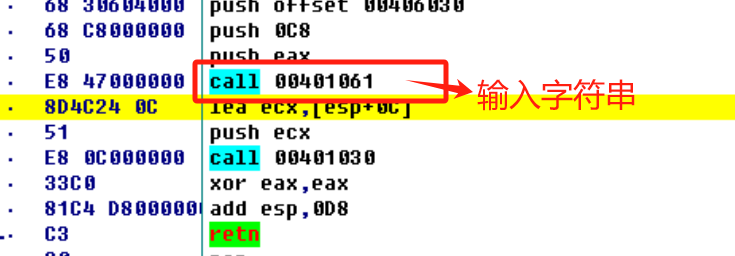 68 30604000 push offset 00406030
68 C8000000 push 0C8
50 push eax
E8 47000000 call 00401061
输入字符串
8D4C24 0C lea ecx,[esp+0C]
51 push ecx
E8 0C000000 call 00401030
33C0 xor eax,eax
81C4 D8000000 add esp,0D8
C3 retn